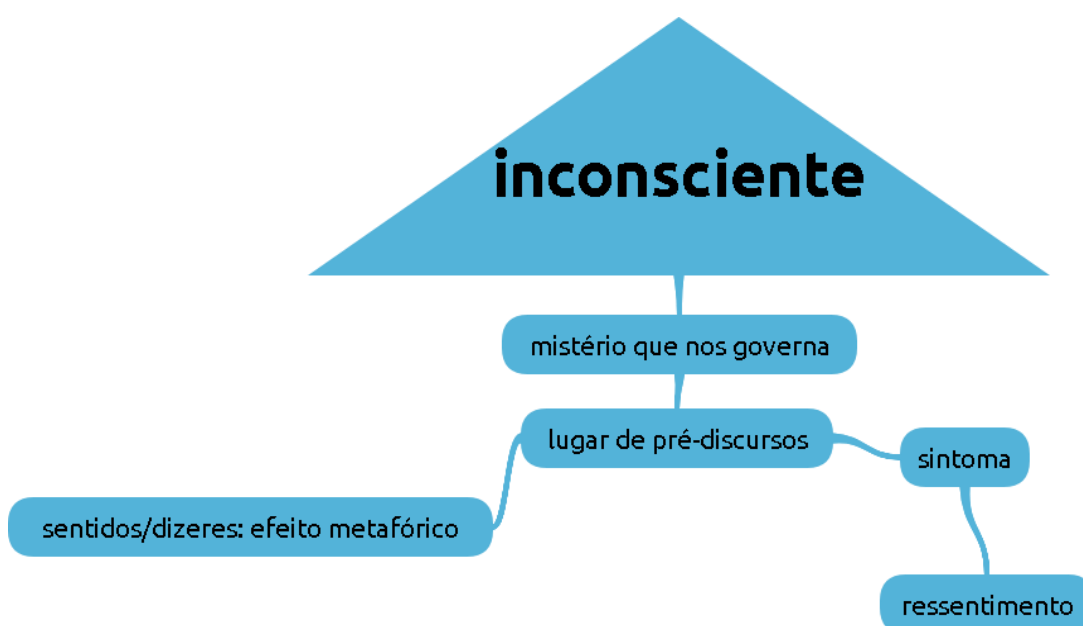 inconsciente
mistério que nos governa
lugar de pré-discursos
sintoma
sentidos/dizeres: efeito metafórico
ressentimento